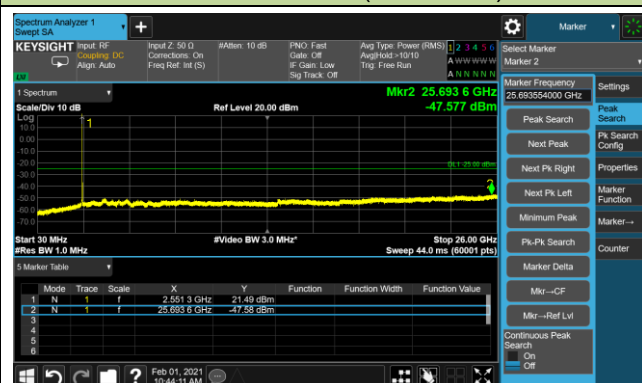 Spectrum Analyzer 1
Swept SA
Marker
KEYSIGHT
Input: RF
Coupling: DC
Align: Auto
Input Z: 50 Ω
Corrections: On
Freq Ref: Int (S)
#Atten: 10 dB
PNO: Fast
Gate: Off
IF Gain: Low
Sig Track: Off
Avg Type: Power (RMS)
Avg|Hold:>10/10
Trig: Free Run
1 2 3 4 5 6
A W W W W W
A N N N N N
LW
Select Marker
Marker 2
1 Spectrum
Scale/Div 10 dB
Log
Ref Level 20.00 dBm
Mkr2 25.693 6 GHz
-47.577 dBm
10.0
0.00
-10.0
-20.0
-30.0
-40.0
-50.0
-60.0
-70.0
1
2
DL1 -25.00 dBm
Start 30 MHz
#Res BW 1.0 MHz
#Video BW 3.0 MHz*
Stop 26.00 GHz
Sweep 44.0 ms (60001 pts)
5 Marker Table
Mode Trace Scale X Y Function Function Width Function Value
1 N 1 f 2.551 3 GHz 21.49 dBm
2 N 1 f 25.693 6 GHz -47.58 dBm
3
4
5
6
Marker Frequency
25.693554000 GHz
Peak Search
Next Peak
Next Pk Right
Next Pk Left
Minimum Peak
Pk-Pk Search
Marker Delta
Mkr→CF
Mkr→Ref Lvl
Continuous Peak
Search
On
Off
Settings
Peak
Search
Pk Search
Config
Properties
Marker
Function
Marker→
Counter
Feb 01, 2021
10:44:11 AM